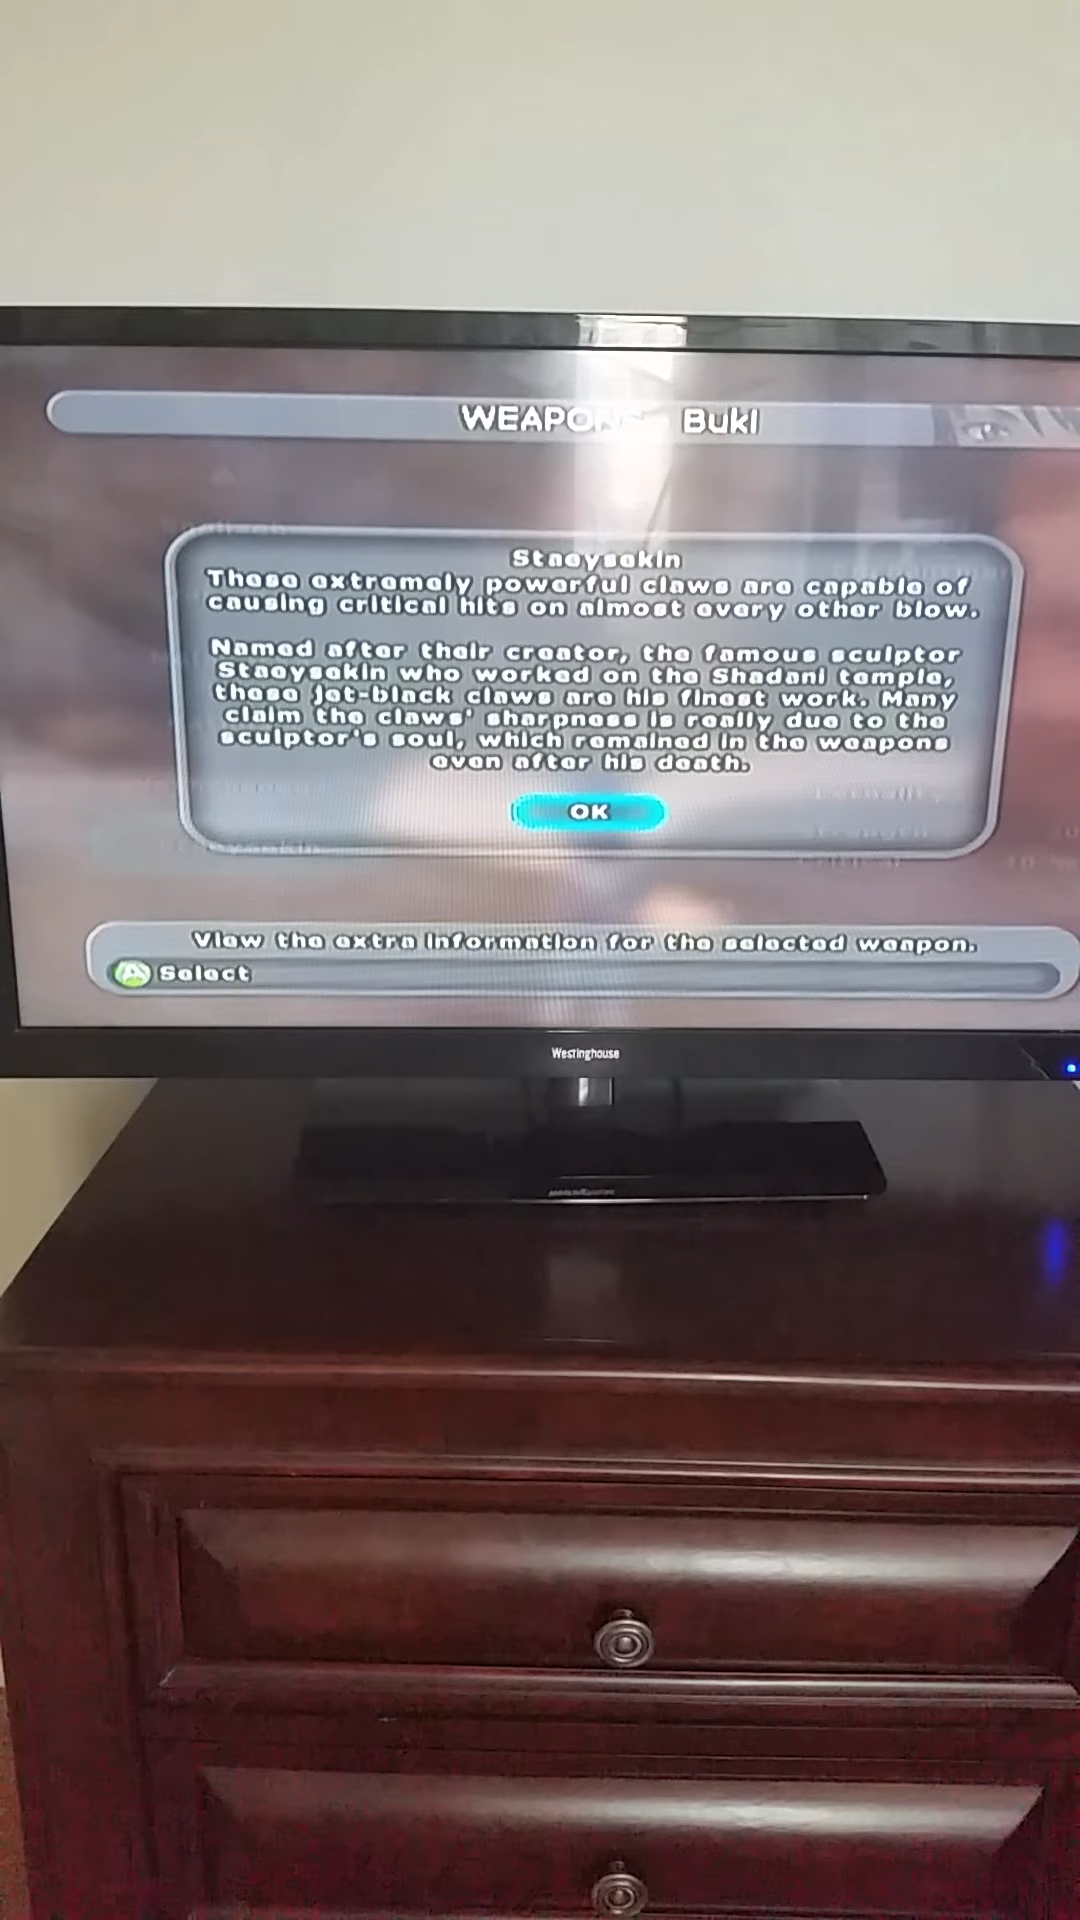 WEAPONS - Buki
Staeysakin
These extremely powerful claws are capable of
causing critical hits on almost every other blow.
Named after their creator, the famous sculptor
Staeysakin who worked on the Shadani temple,
these jet-black claws are his finest work. Many
claim the claws' sharpness is really due to the
sculptor's soul, which remained in the weapons
even after his death.
OK
View the extra information for the selected weapon.
A Select
Westinghouse